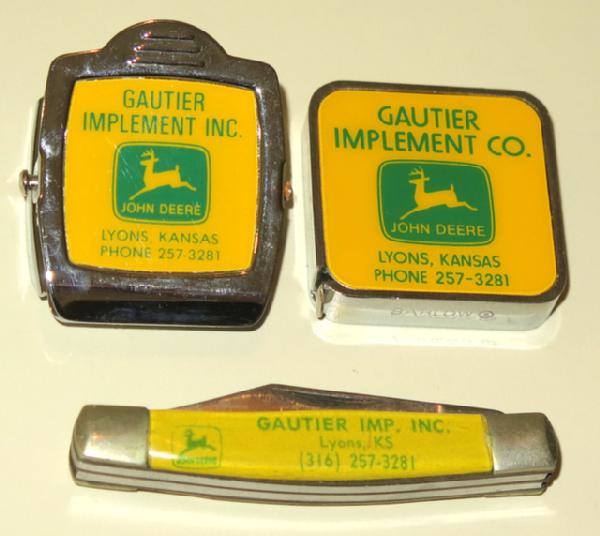 GAUTIER
IMPLEMENT INC.
JOHN DEERE
LYONS, KANSAS
PHONE 257-3281
GAUTIER
IMPLEMENT CO.
JOHN DEERE
LYONS, KANSAS
PHONE 257-3281
BARLOW ©
GAUTIER IMP. INC.
Lyons, KS
(316) 257-3281
JOHN DEERE